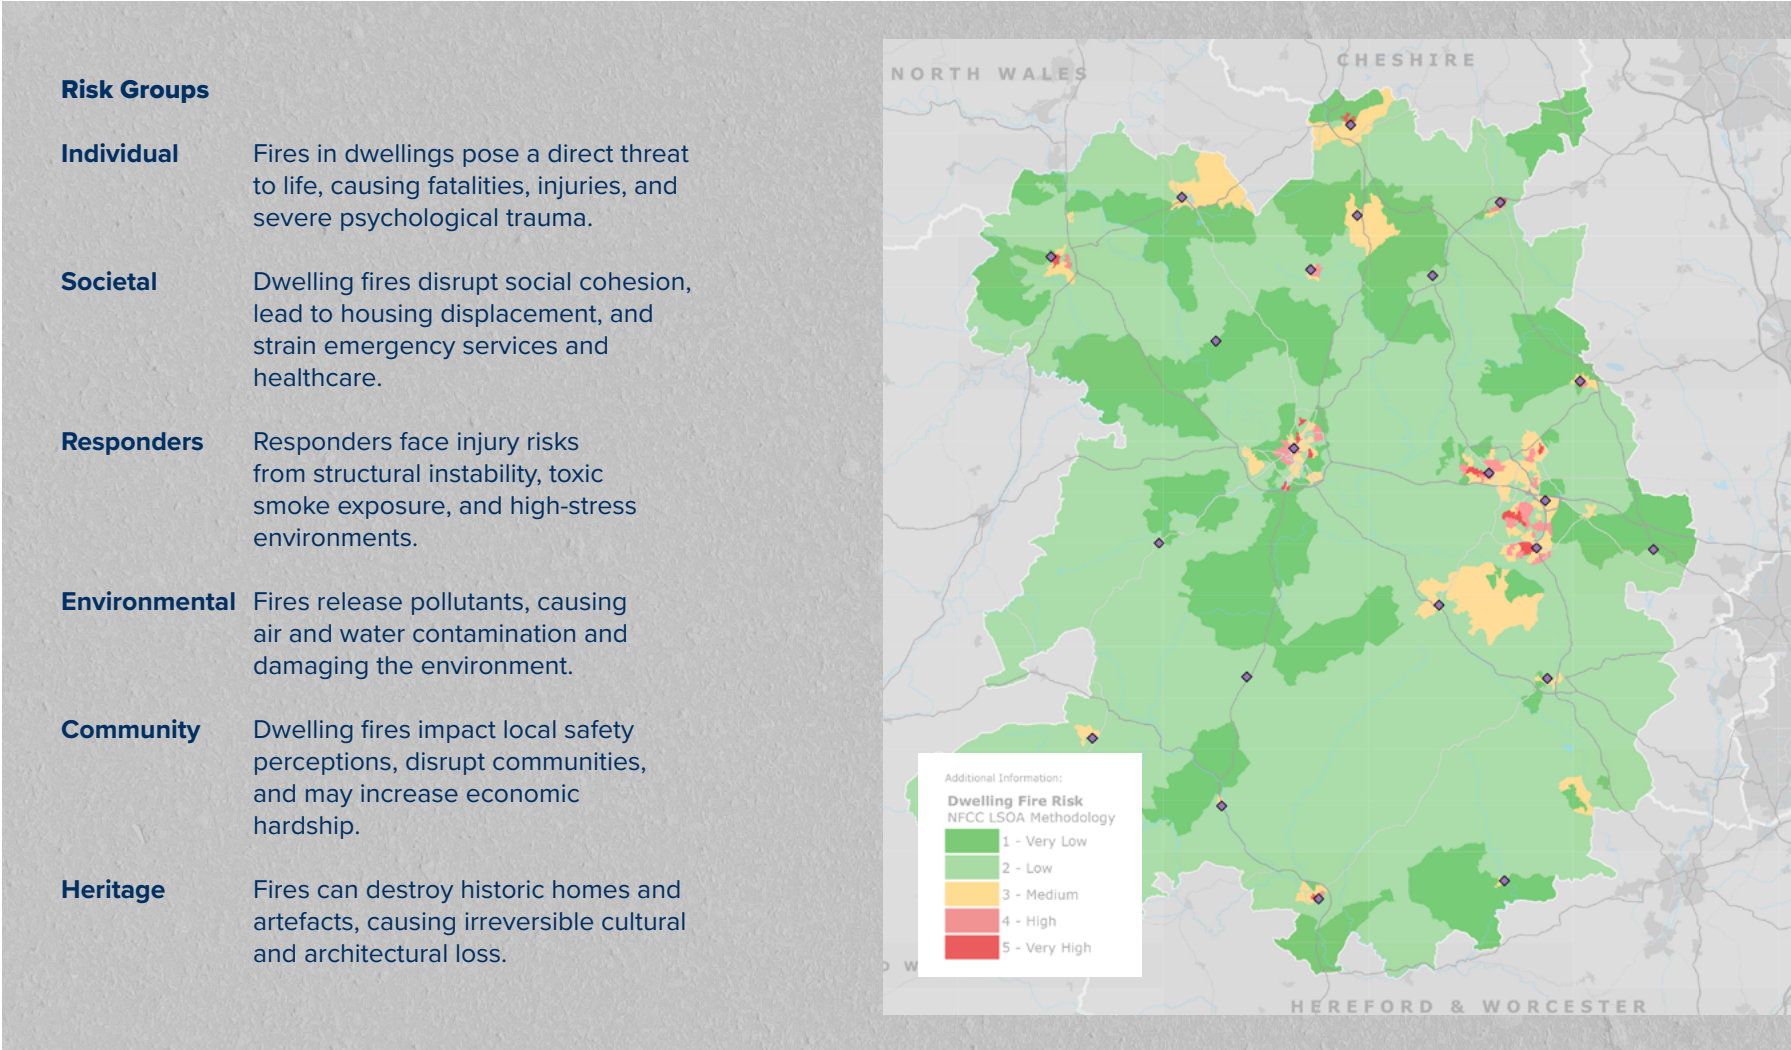 Risk Groups
Individual
Fires in dwellings pose a direct threat
to life, causing fatalities, injuries, and
severe psychological trauma.
Societal
Dwelling fires disrupt social cohesion,
lead to housing displacement, and
strain emergency services and
healthcare.
Responders
Responders face injury risks
from structural instability, toxic
smoke exposure, and high-stress
environments.
Environmental
Fires release pollutants, causing
air and water contamination and
damaging the environment.
Community
Dwelling fires impact local safety
perceptions, disrupt communities,
and may increase economic
hardship.
Heritage
Fires can destroy historic homes and
artefacts, causing irreversible cultural
and architectural loss.
NORTH WALES
CHESHIRE
Additional Information:
Dwelling Fire Risk
NFCC LSOA Methodology
1 - Very Low
2 - Low
3 - Medium
4 - High
5 - Very High
HEREFORD & WORCESTER